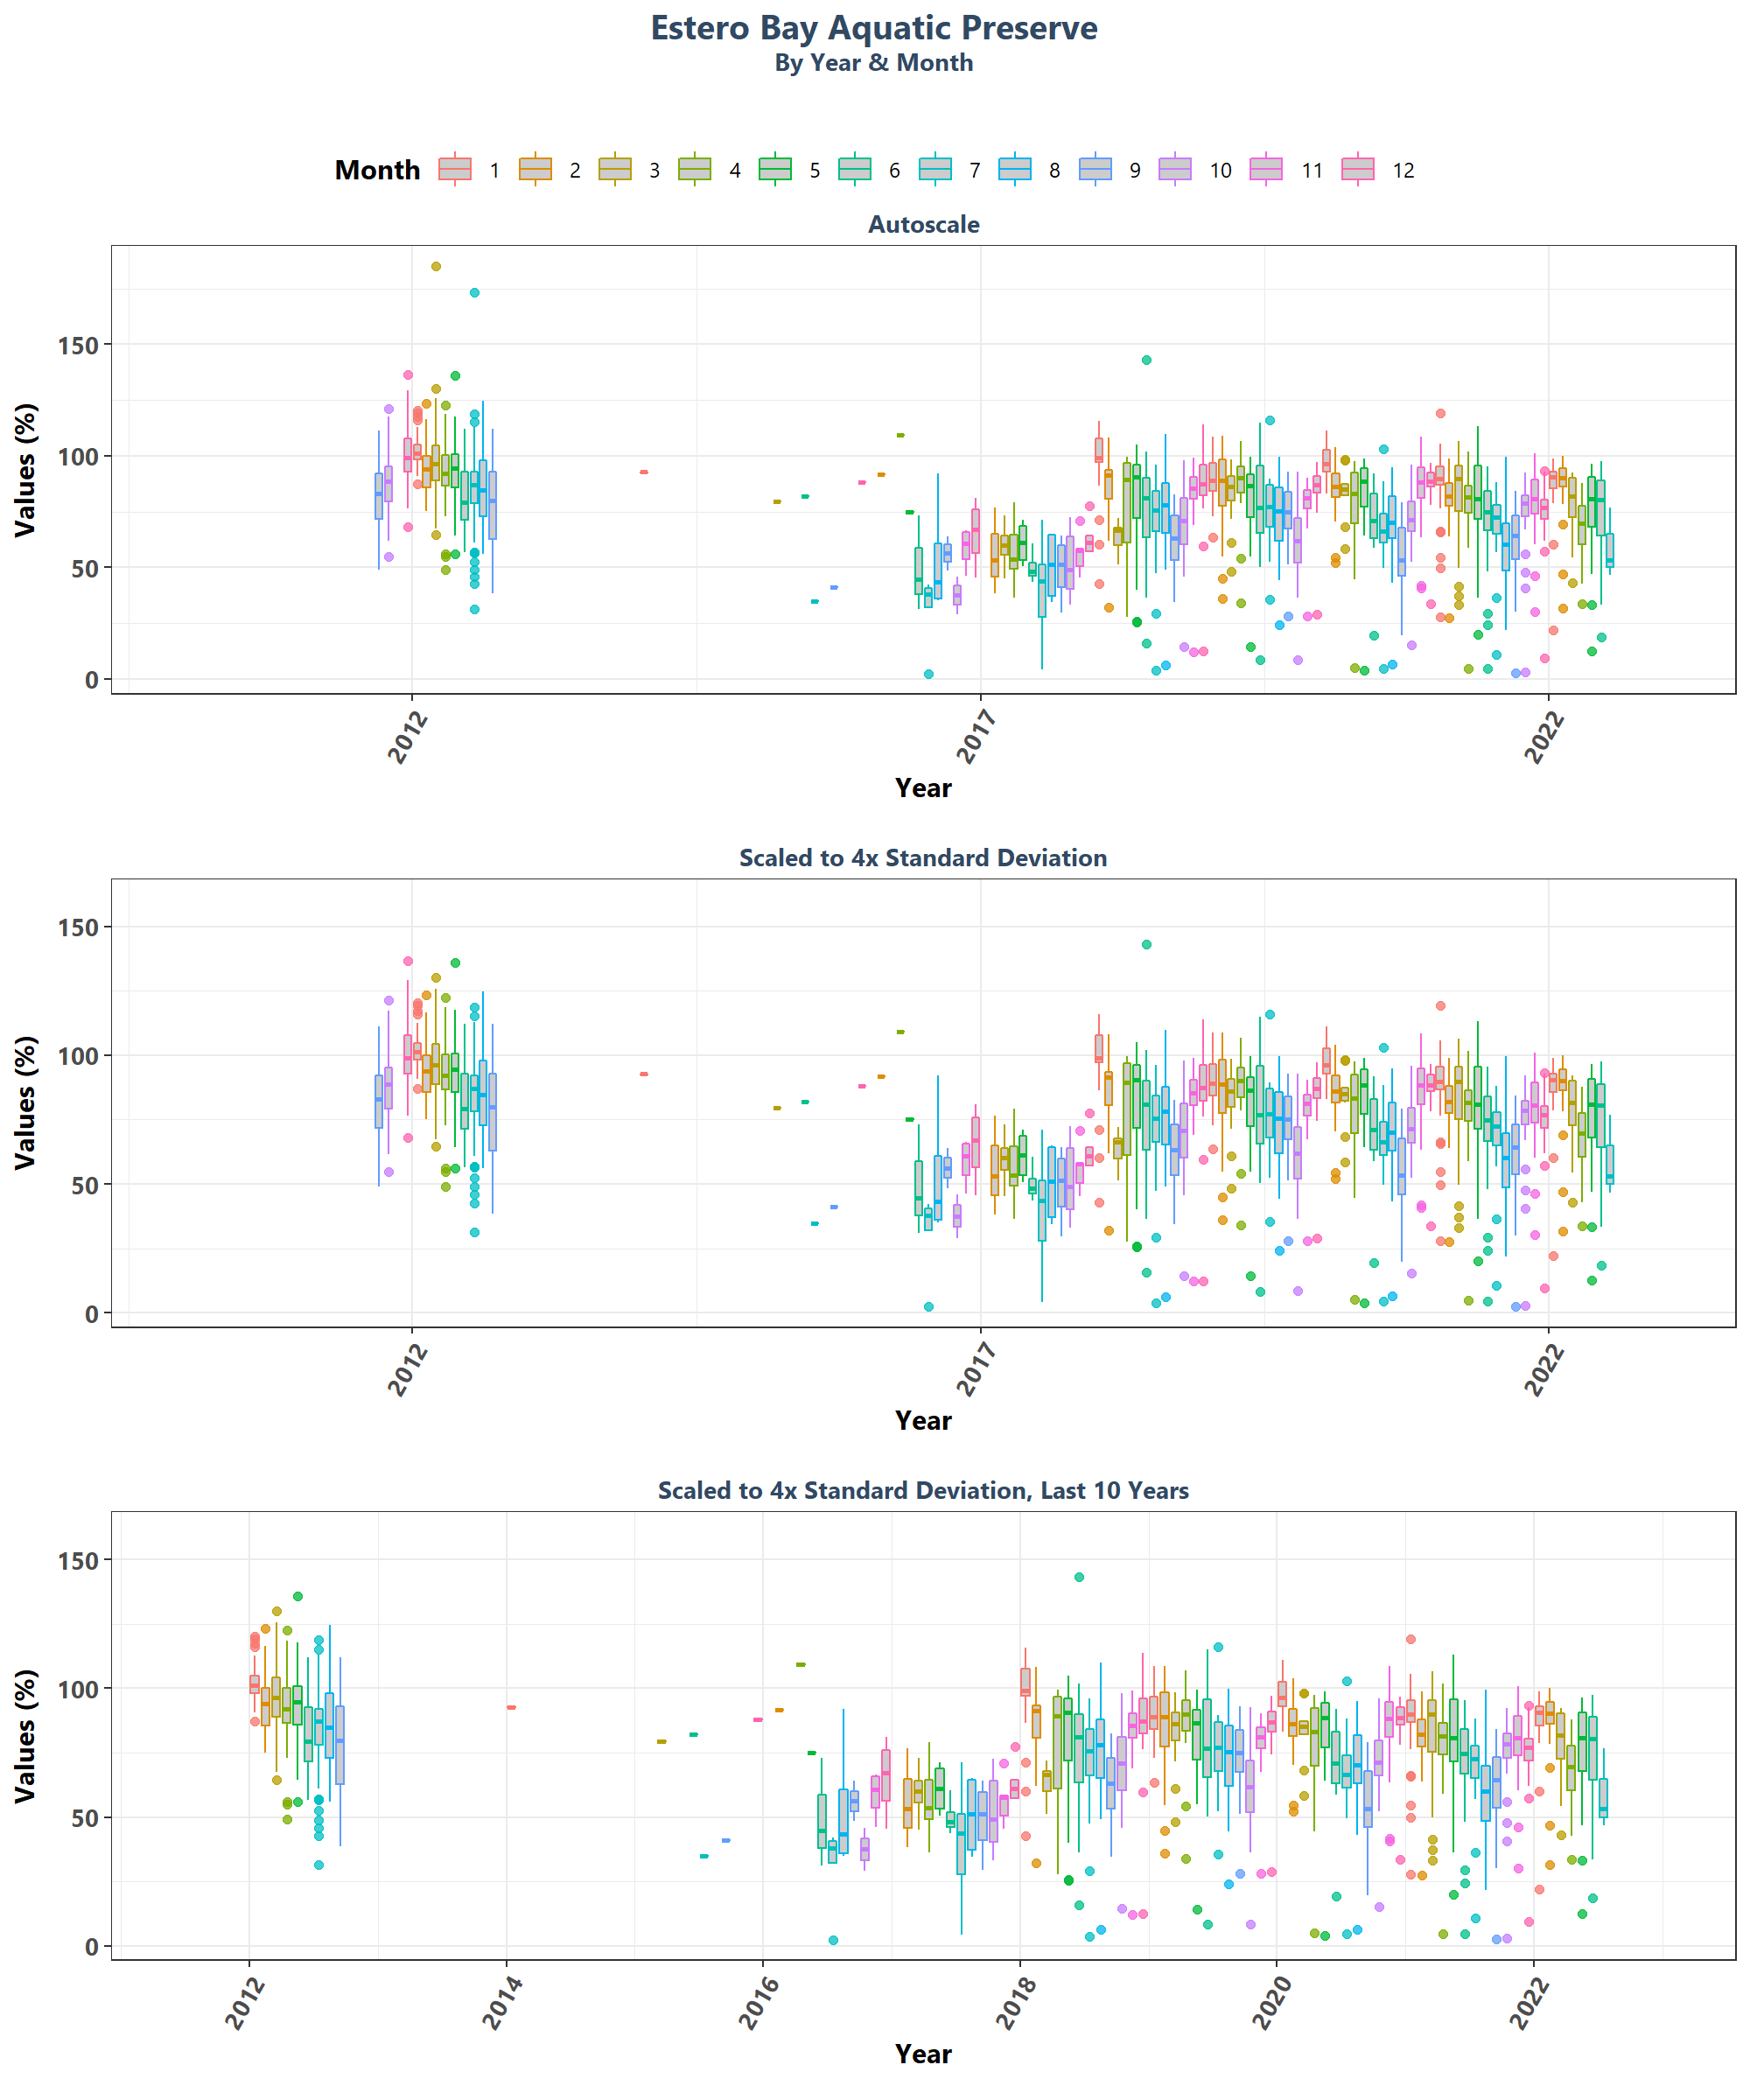 Estero Bay Aquatic Preserve
By Year & Month
Month 1 2 3 4 5 6 7 8 9 10 11 12
Autoscale
Values (%)
150
100
50
0
2012 2017 2022
Year
Scaled to 4x Standard Deviation
Values (%)
150
100
50
0
2012 2017 2022
Year
Scaled to 4x Standard Deviation, Last 10 Years
Values (%)
150
100
50
0
2012 2014 2016 2018 2020 2022
Year